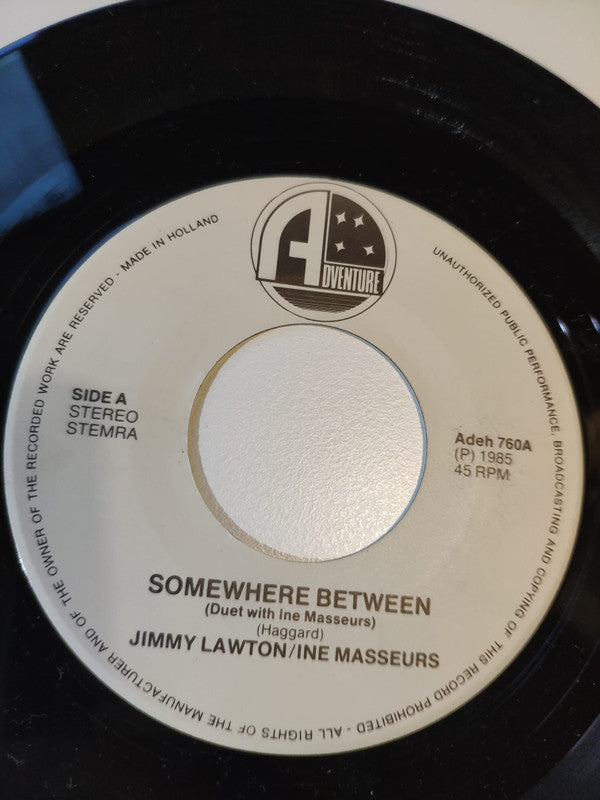 ADVENTURE
SIDE A
STEREO
STEMRA
Adeh 760A
(P) 1985
45 RPM
SOMEWHERE BETWEEN
(Duet with Ine Masseurs)
(Haggard)
JIMMY LAWTON/INE MASSEURS
UNAUTHORIZED PUBLIC PERFORMANCE, BROADCASTING AND COPYING OF THIS RECORD PROHIBITED - ALL RIGHTS OF THE MANUFACTURER AND OF THE OWNER OF THE RECORDED WORK ARE RESERVED - MADE IN HOLLAND